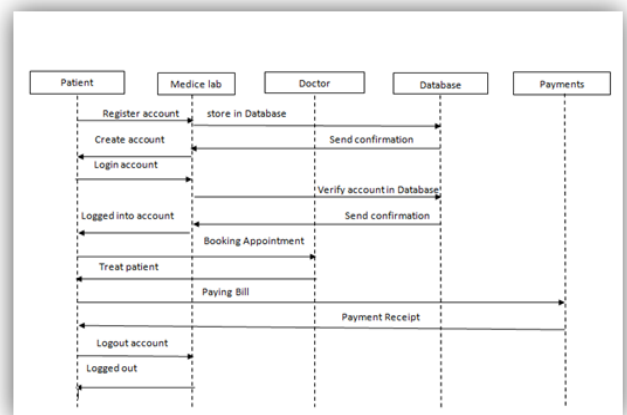 Patient Medice lab Doctor Database Payments
Register account store in Database
Create account Send confirmation
Login account
Verify account in Database
Logged into account Send confirmation
Booking Appointment
Treat patient
Paying Bill
Payment Receipt
Logout account
Logged out